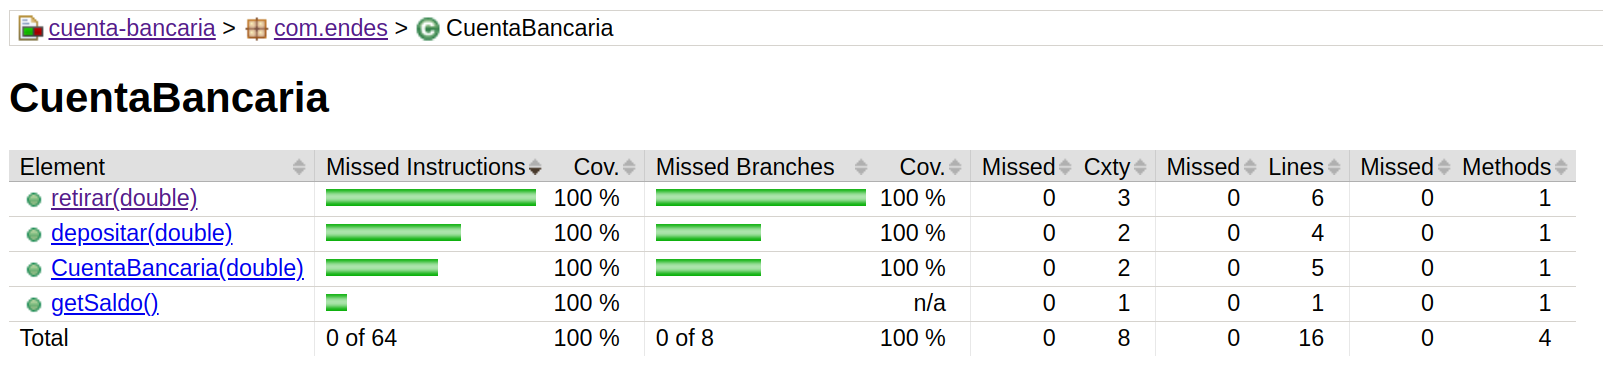 cuenta-bancaria > com.endes > CuentaBancaria
CuentaBancaria
Element Missed Instructions Cov. Missed Branches Cov. Missed Cxty Missed Lines Missed Methods
retirar(double) 100 % 100 % 0 3 0 6 0 1
depositar(double) 100 % 100 % 0 2 0 4 0 1
CuentaBancaria(double) 100 % 100 % 0 2 0 5 0 1
getSaldo() 100 % n/a 0 1 0 1 0 1
Total 0 of 64 100 % 0 of 8 100 % 0 8 0 16 0 4